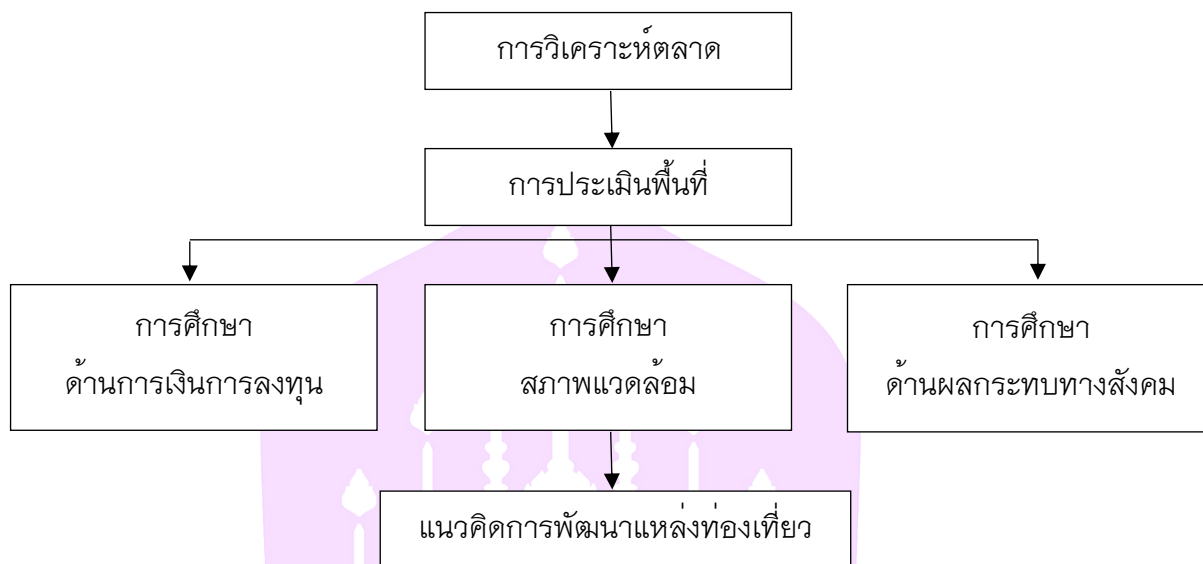 การวิเคราะห์ตลาด
การประเมินพื้นที่
การศึกษา
ด้านการเงินการลงทุน
การศึกษา
สภาพแวดล้อม
การศึกษา
ด้านผลกระทบทางสังคม
แนวคิดการพัฒนาแหล่งท่องเที่ยว